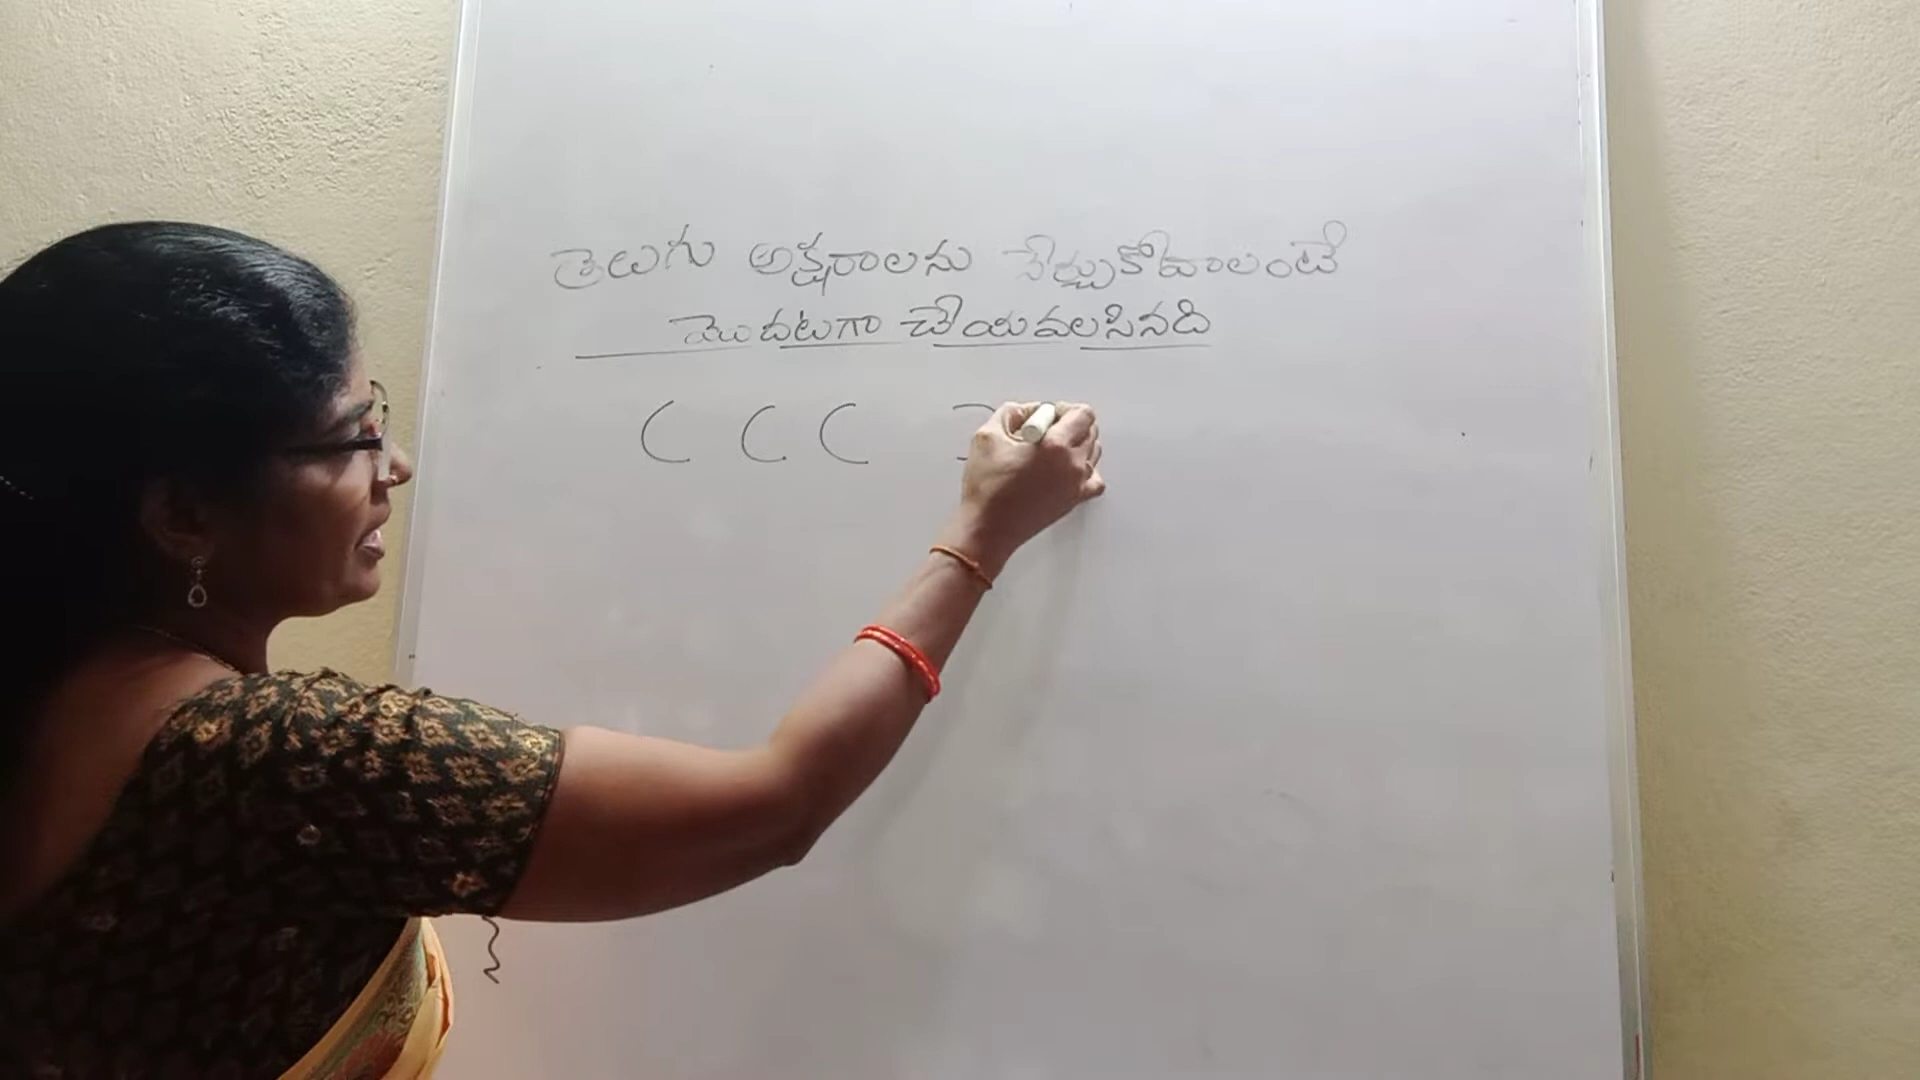 తెలుగు అక్షరాలను నేర్చుకోవాలంటే
మొదటగా చేయవలసినది
( ( ( )